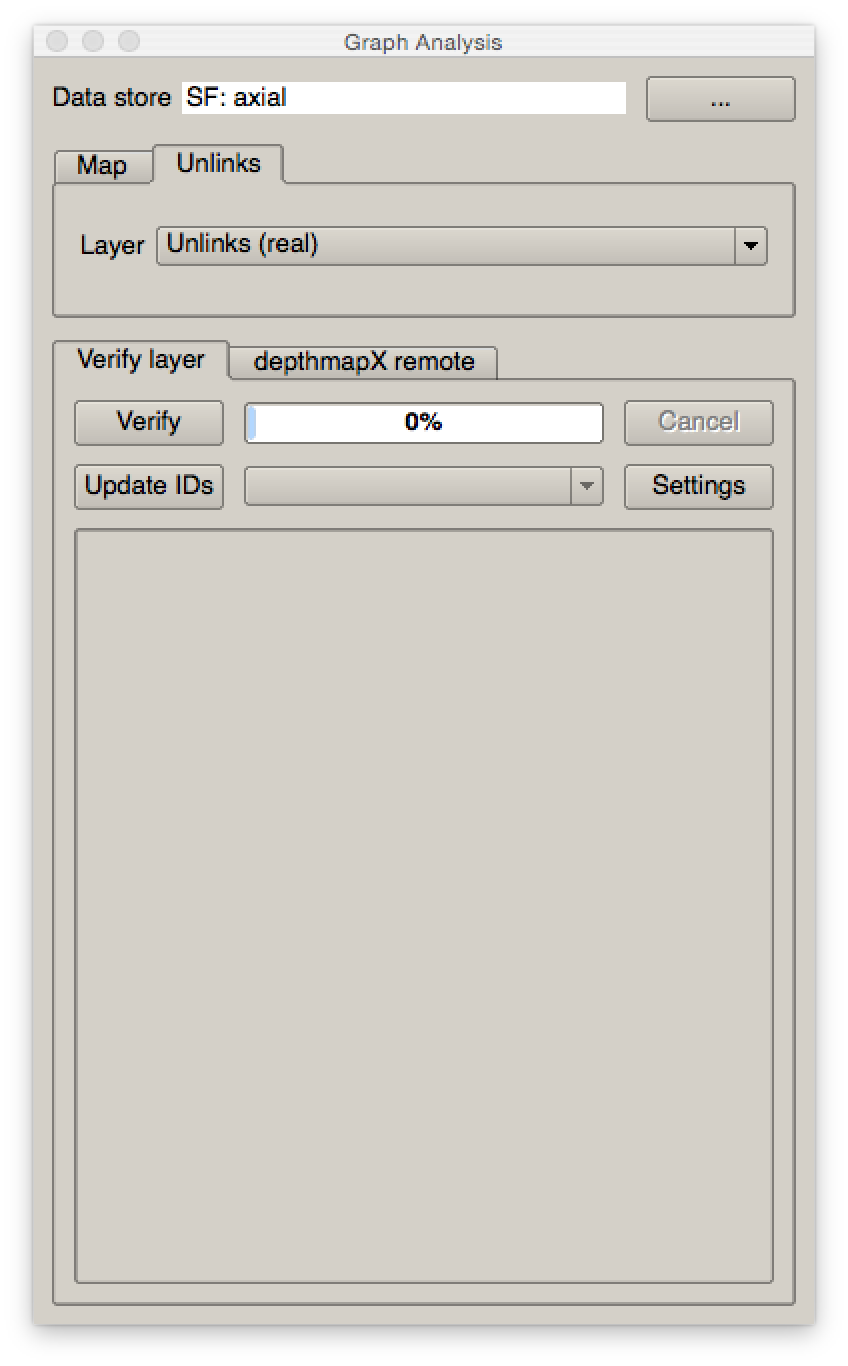 Graph Analysis
Data store SF: axial ...
Map Unlinks
Layer Unlinks (real)
Verify layer depthmapX remote
Verify 0% Cancel
Update IDs Settings